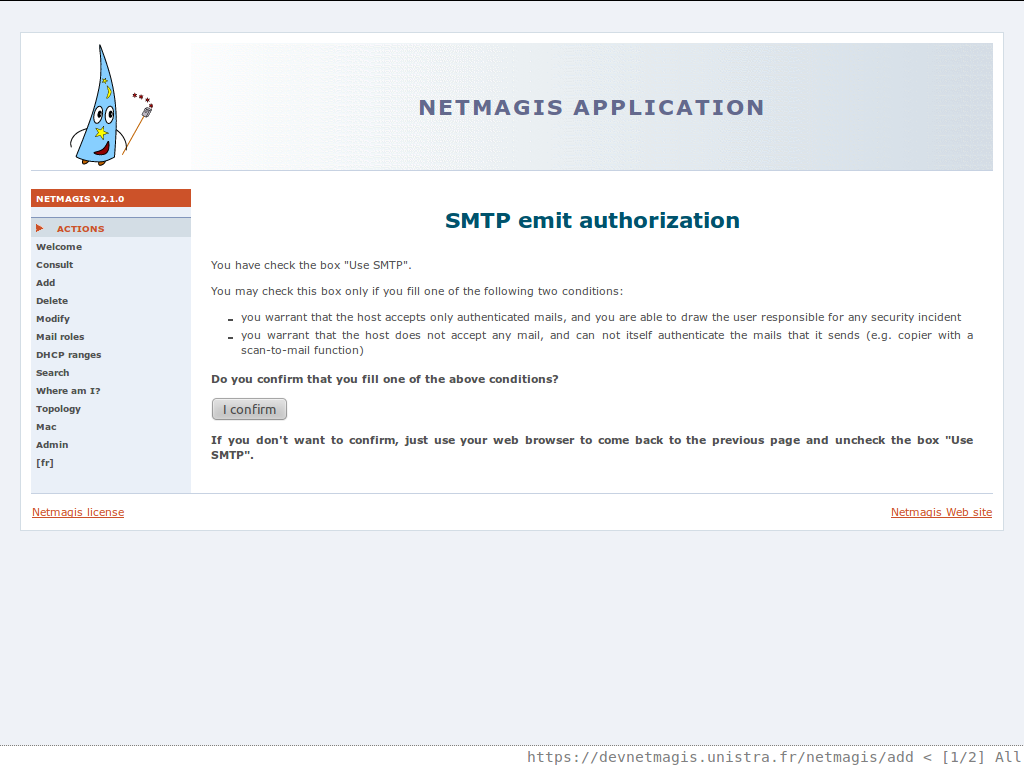 NETMAGIS APPLICATION
NETMAGIS V2.1.0
ACTIONS
Welcome
Consult
Add
Delete
Modify
Mail roles
DHCP ranges
Search
Where am I?
Topology
Mac
Admin
[fr]
SMTP emit authorization
You have check the box "Use SMTP".
You may check this box only if you fill one of the following two conditions:
you warrant that the host accepts only authenticated mails, and you are able to draw the user responsible for any security incident
you warrant that the host does not accept any mail, and can not itself authenticate the mails that it sends (e.g. copier with a
scan-to-mail function)
Do you confirm that you fill one of the above conditions?
I confirm
If you don't want to confirm, just use your web browser to come back to the previous page and uncheck the box "Use
SMTP".
Netmagis license
Netmagis Web site
https://devnetmagis.unistra.fr/netmagis/add < [1/2] All